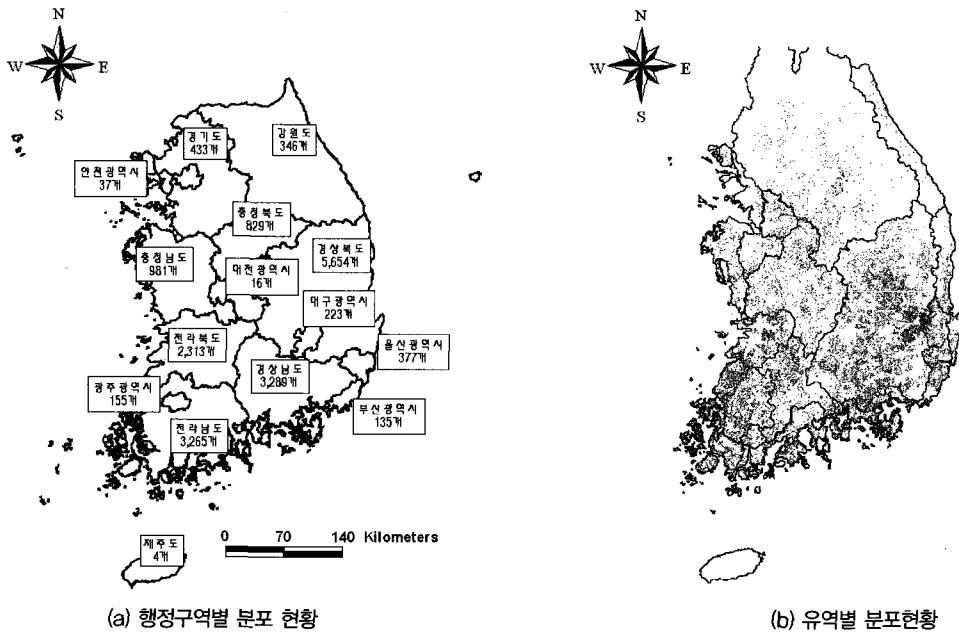 N
W
E
S
N
W
E
S
경기도
433개
강원도
346개
인천광역시
37개
충청북도
829개
경상북도
5,654개
충청남도
981개
대전광역시
16개
대구광역시
223개
전라북도
2,313개
울산광역시
377개
경상남도
3,289개
광주광역시
155개
부산광역시
135개
전라남도
3,265개
제주도
4개
0 70 140 Kilometers
(a) 행정구역별 분포 현황
(b) 유역별 분포현황